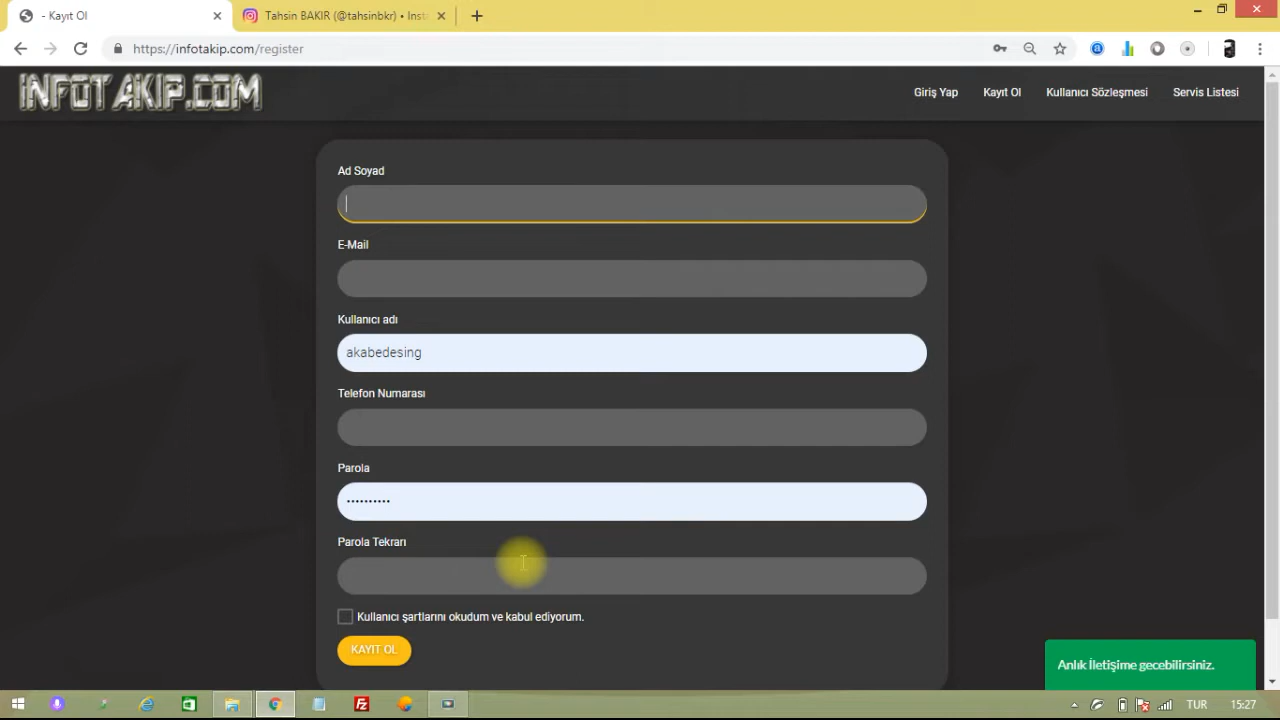 - Kayıt Ol
Tahsin BAKIR (@tahsinbkr) • Inst
https://infotakip.com/register
INFOTAKIP.COM
Giriş Yap
Kayıt Ol
Kullanıcı Sözleşmesi
Servis Listesi
Ad Soyad
E-Mail
Kullanıcı adı
akabedesing
Telefon Numarası
Parola
••••••••••
Parola Tekrarı
Kullanıcı şartlarını okudum ve kabul ediyorum.
KAYIT OL
Anlık İletişime gecebilirsiniz.
TUR
15:27